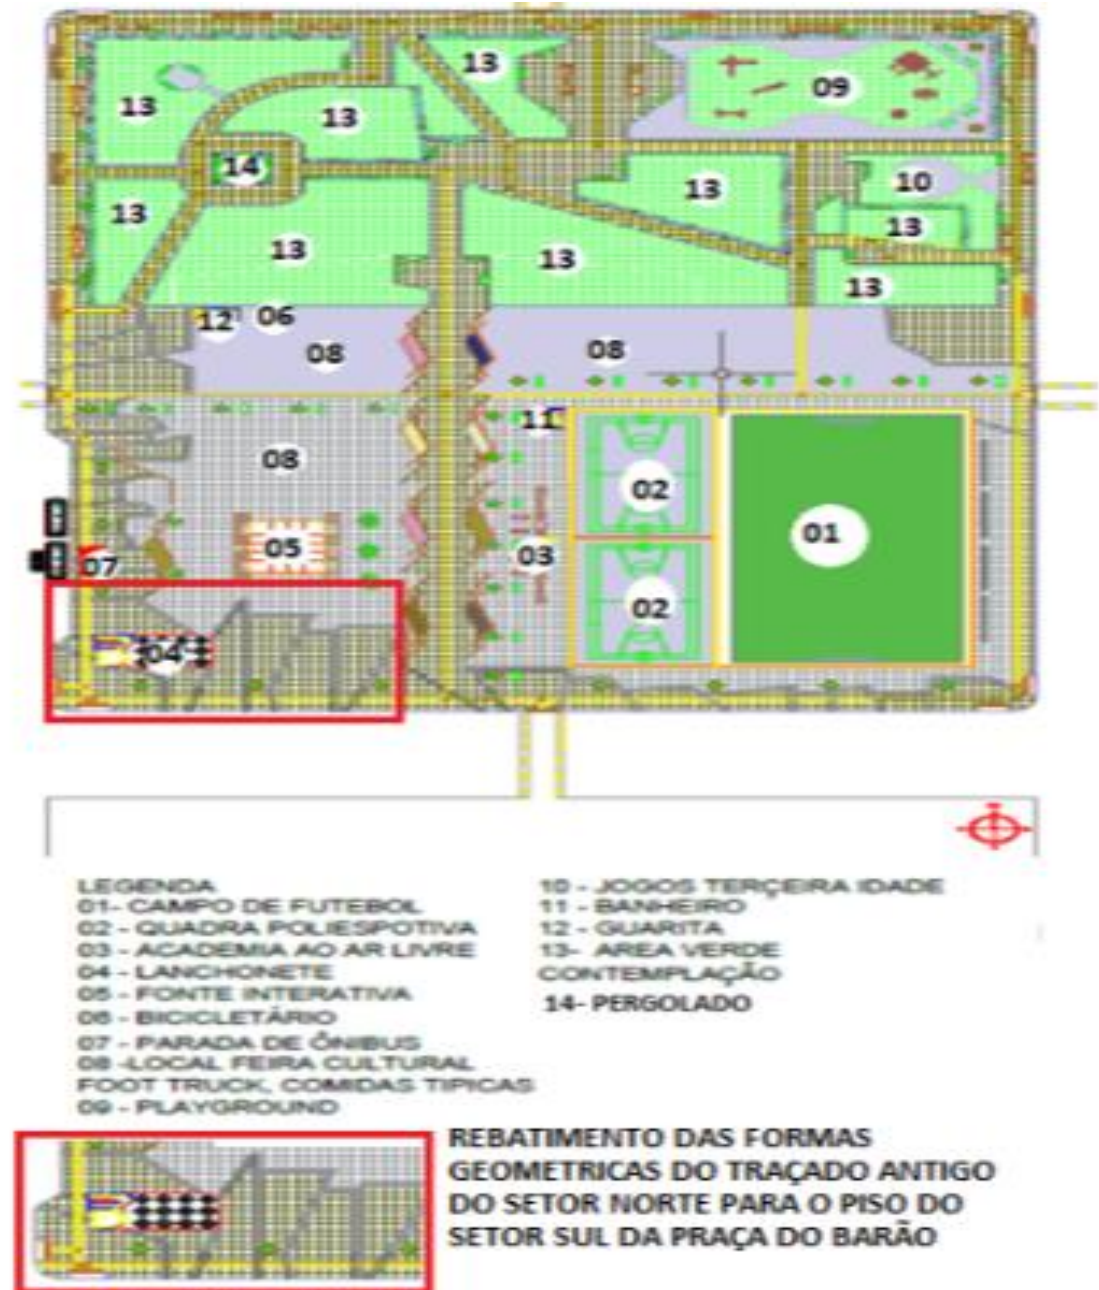 13
13
09
13
14
13
10
13
13
13
13
13
12
06
08
08
11
08
02
01
05
03
07
02
04
LEGENDA
01- CAMPO DE FUTEBOL
02 - QUADRA POLIESPOTIVA
03 - ACADEMIA AO AR LIVRE
04 - LANCHONETE
05 - FONTE INTERATIVA
06 - BICICLETÁRIO
07 - PARADA DE ÔNIBUS
08 -LOCAL FEIRA CULTURAL
FOOT TRUCK, COMIDAS TIPICAS
09 - PLAYGROUND
10 - JOGOS TERÇEIRA IDADE
11 - BANHEIRO
12 - GUARITA
13- AREA VERDE
CONTEMPLAÇÃO
14- PERGOLADO
REBATIMENTO DAS FORMAS
GEOMETRICAS DO TRAÇADO ANTIGO
DO SETOR NORTE PARA O PISO DO
SETOR SUL DA PRAÇA DO BARÃO